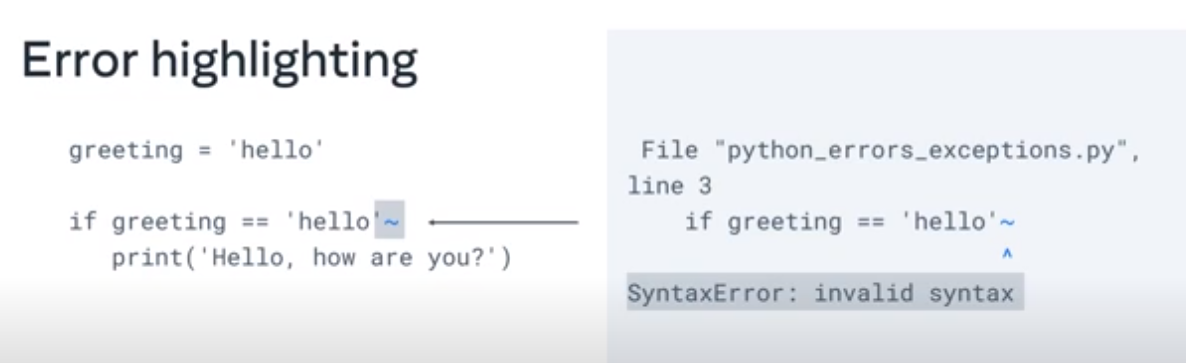 Error highlighting
greeting = 'hello'
if greeting == 'hello'~
print('Hello, how are you?')
File "python_errors_exceptions.py",
line 3
if greeting == 'hello'~
^
SyntaxError: invalid syntax